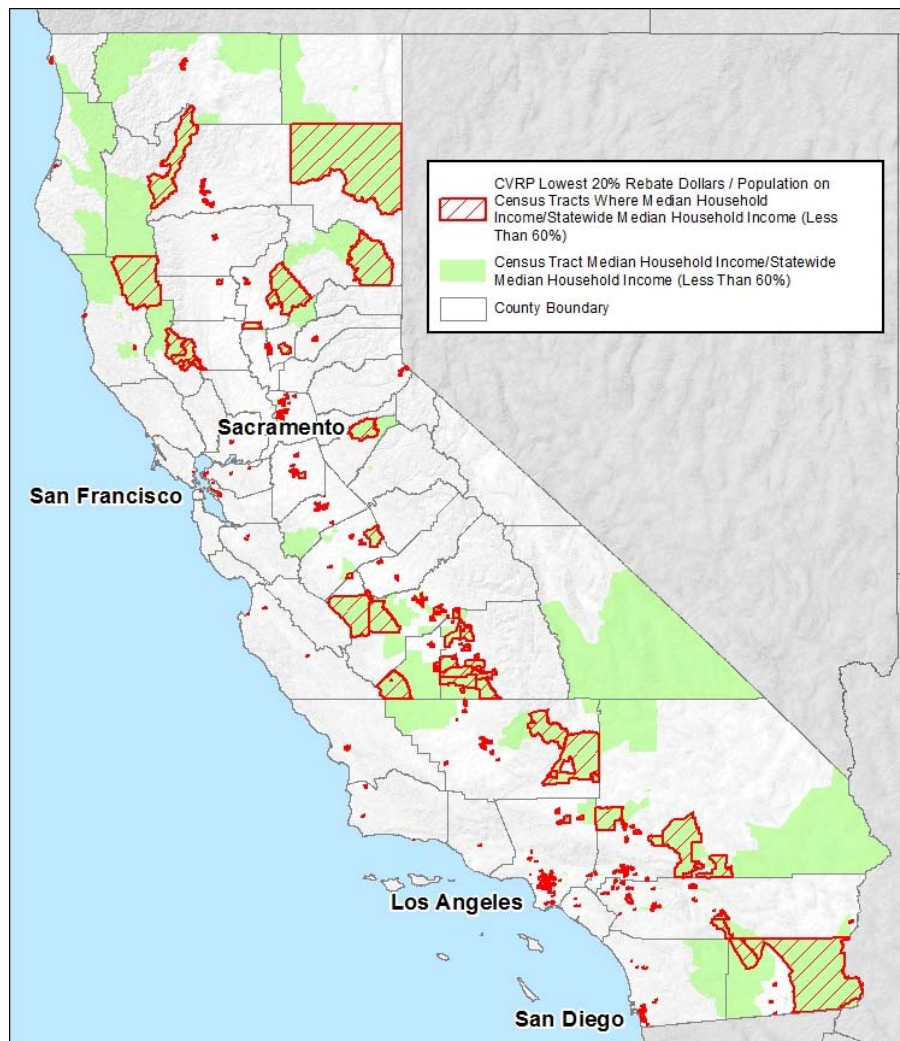 CVRP Lowest 20% Rebate Dollars / Population on
Census Tracts Where Median Household
Income/Statewide Median Household Income (Less
Than 60%)
Census Tract Median Household Income/Statewide
Median Household Income (Less Than 60%)
County Boundary
Sacramento
San Francisco
Los Angeles
San Diego